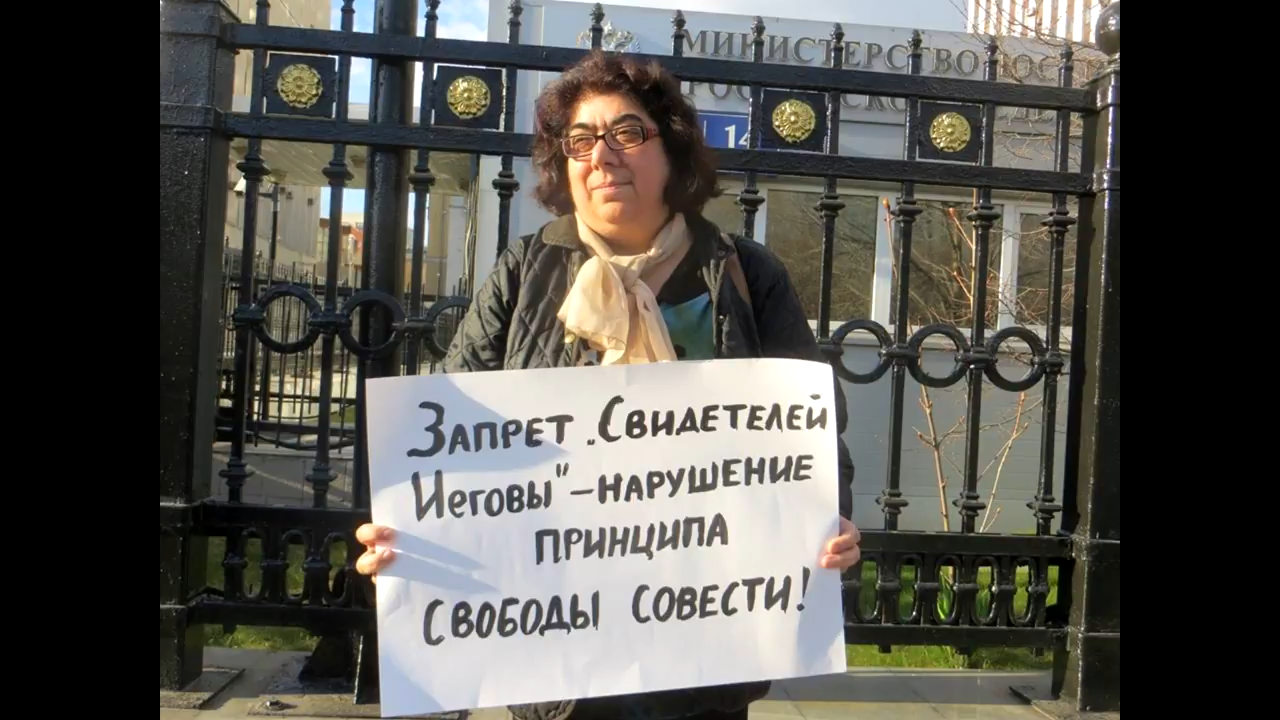 МИНИСТЕРСТВО
14
Запрет „Свидетелей
Иеговы" – нарушение
принципа
свободы совести!